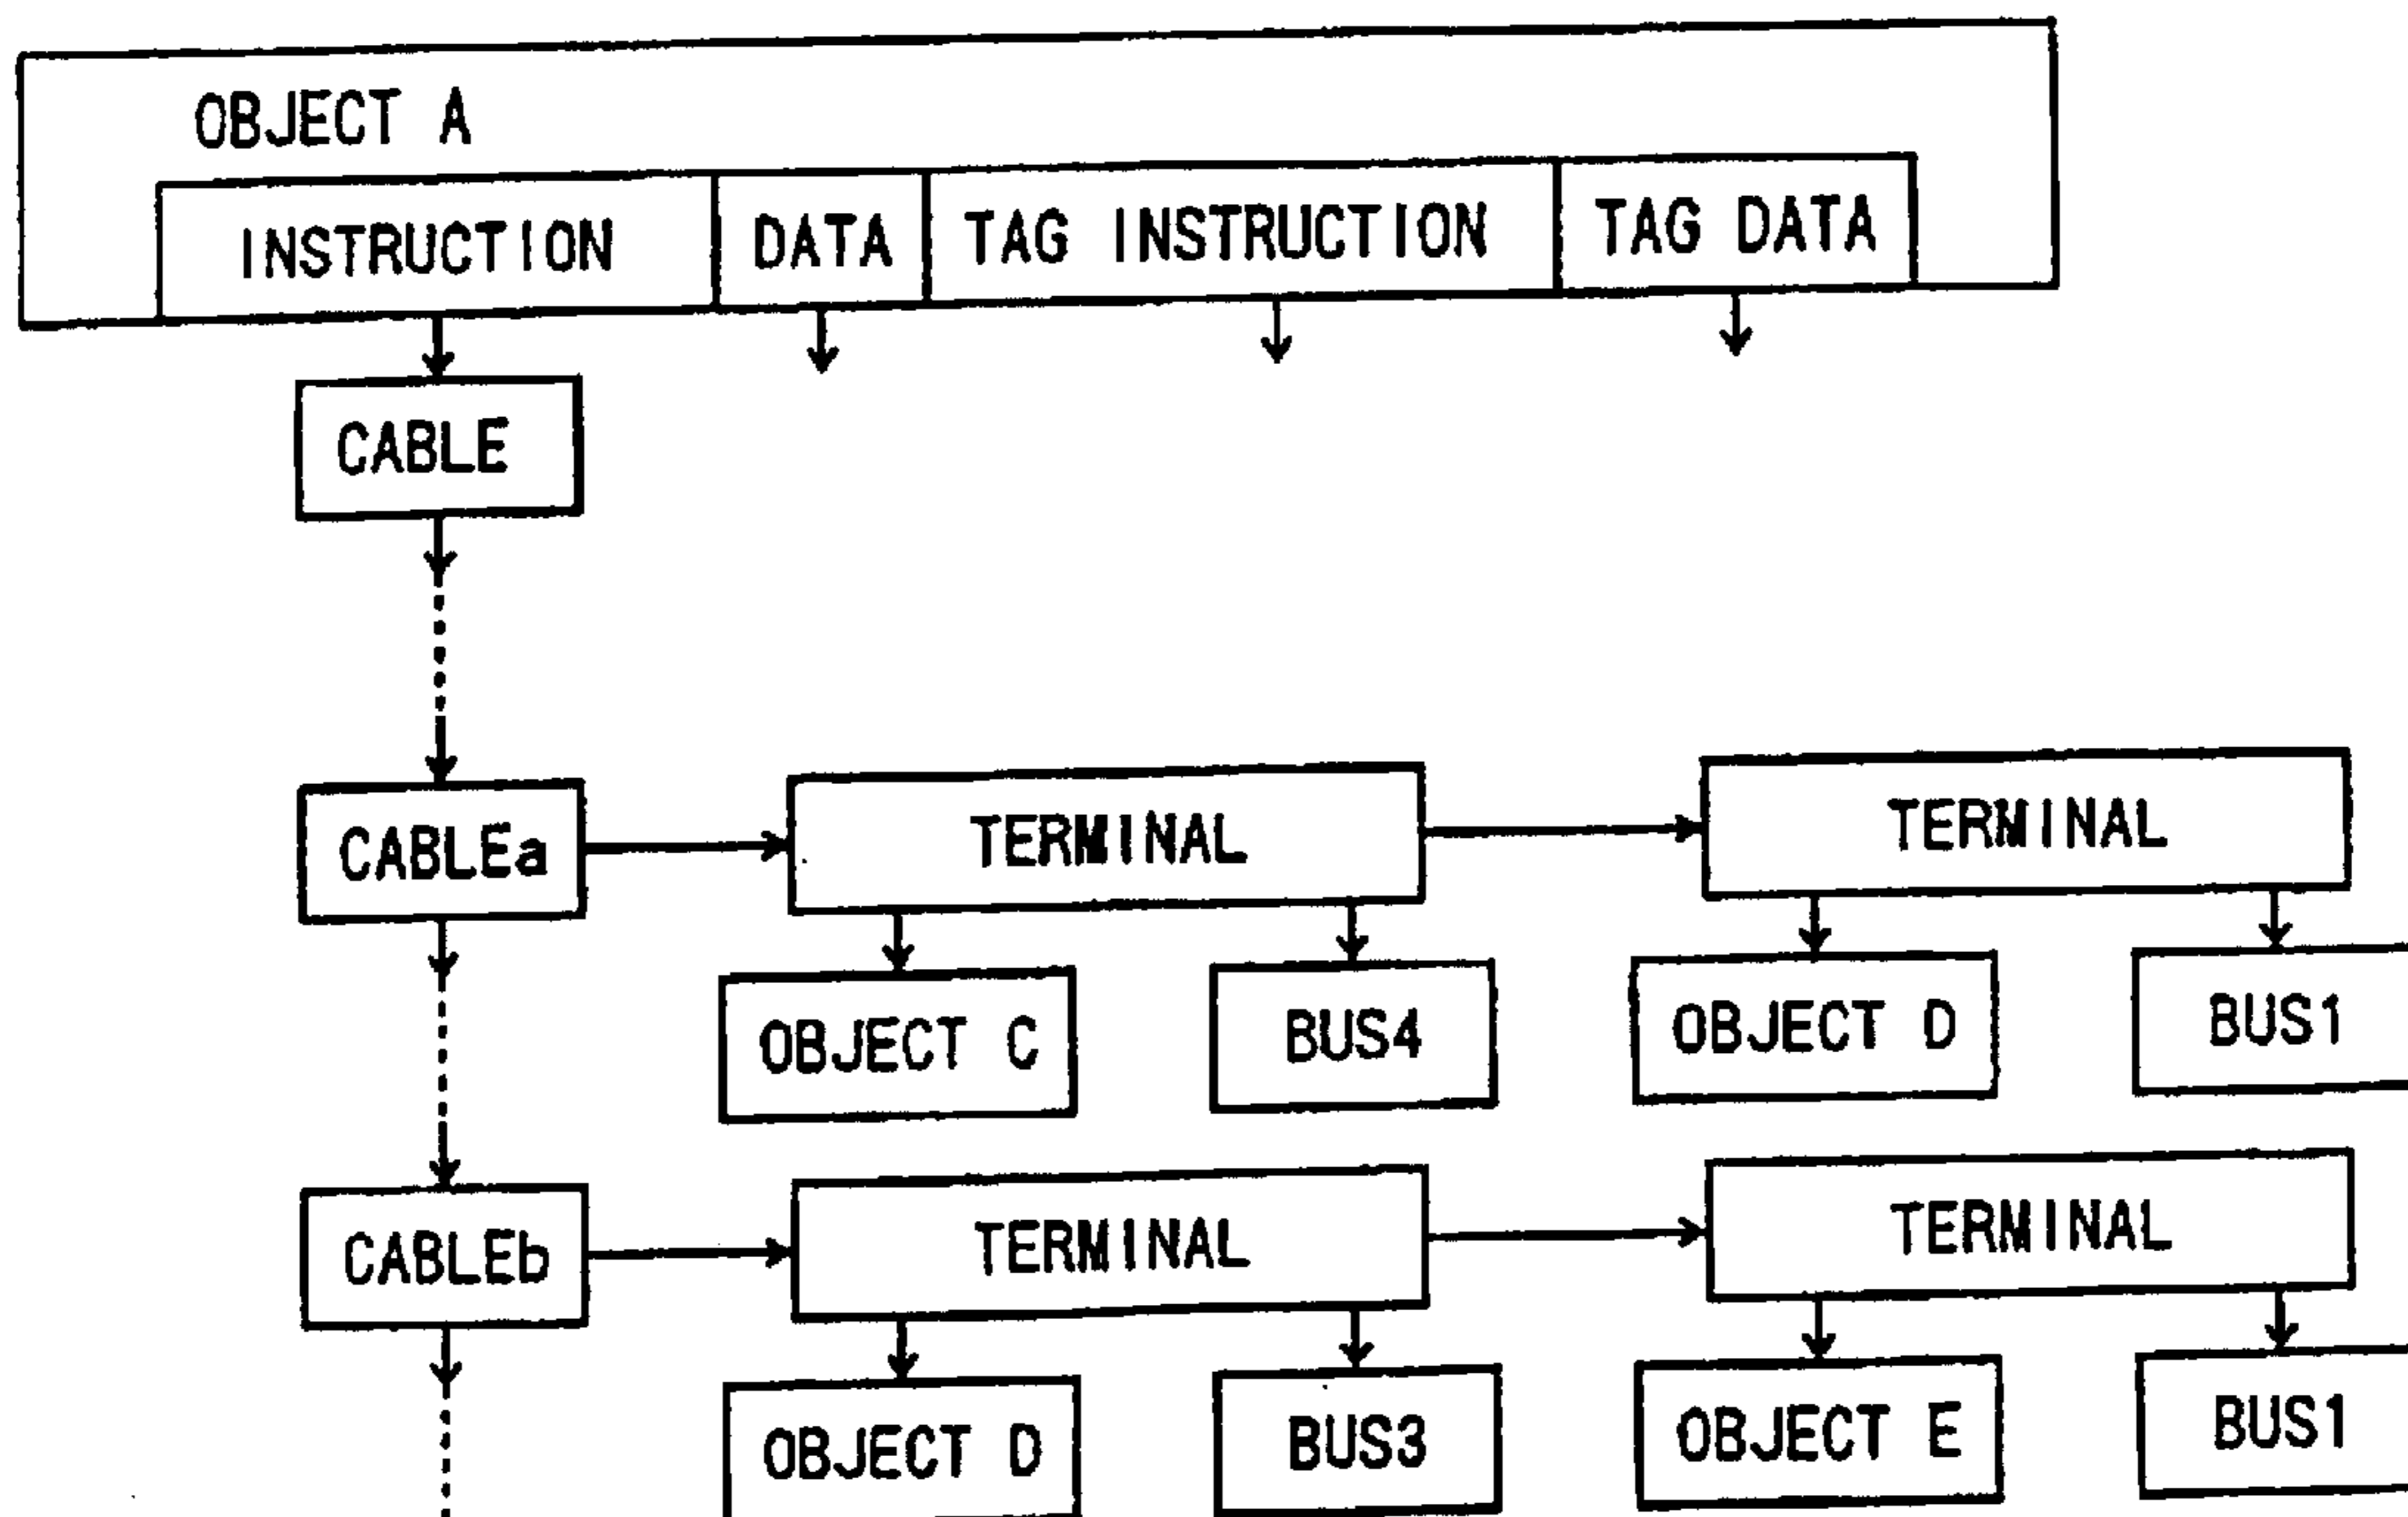 OBJECT A
INSTRUCTION DATA TAG INSTRUCTION TAG DATA
CABLE
CABLEa TERMINAL TERMINAL
OBJECT C BUS4 OBJECT D BUS1
CABLEb TERMINAL TERMINAL
OBJECT D BUS3 OBJECT E BUS1